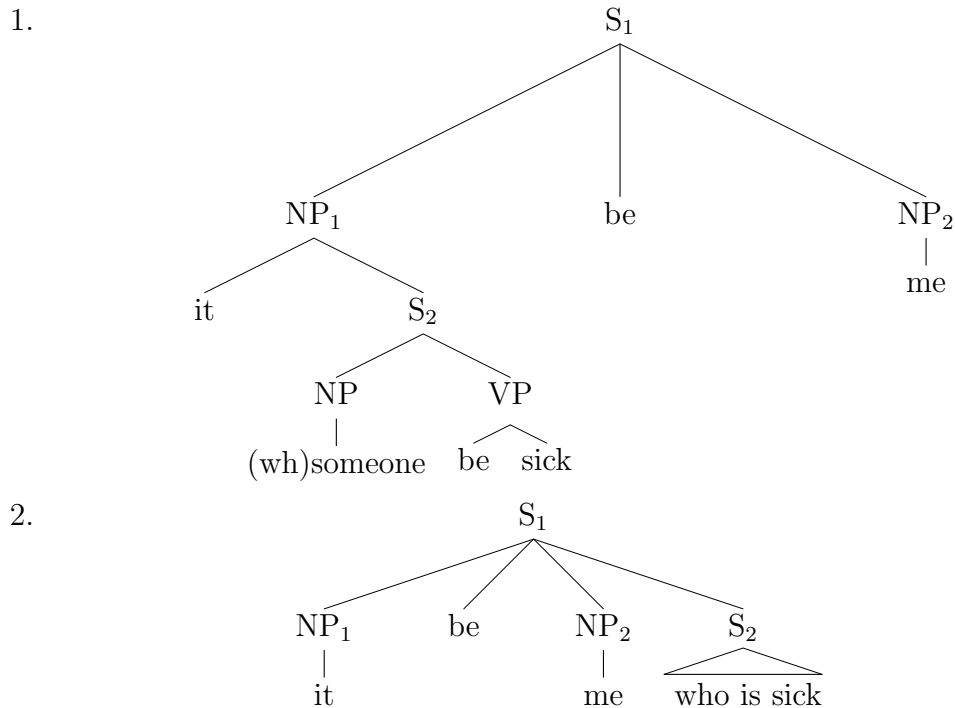 1. S₁
NP₁ be NP₂
me
it S₂
NP VP
(wh)someone be sick
2. S₁
NP₁ be NP₂ S₂
it me who is sick